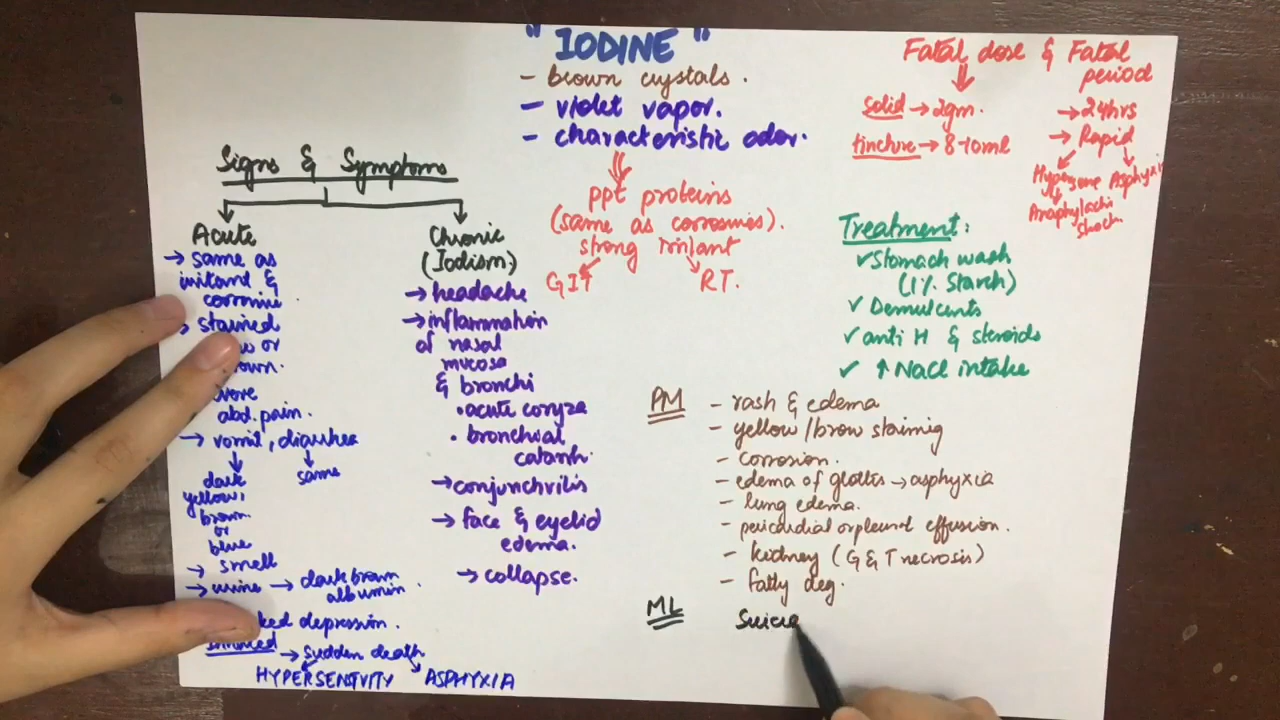 " IODINE "
- brown crystals.
- violet vapor.
- characteristic odor.
ppt proteins
(same as corrosives).
strong irritant
GIT
RT.
Signs & Symptoms
Acute
→ same as
irritant &
corrosive
stained
or
abd. pain.
→ vomit, diarrhea
dark
yellow,
brown
or
blue
same
→ smell
→ urine → dark brown
albumin
depression.
→ sudden death
HYPERSENTVITY
ASPHYXIA
Chronic
(Iodism)
→ headache
→ inflammation
of nasal
mucosa
& bronchi
• acute coryza
• bronchial
catarrh.
→ conjunctivitis
→ face & eyelid
edema.
→ collapse.
Fatal dose & Fatal
period
solid → 2gm.
tincture → 8-10ml
→ 24hrs
→ Rapid
Asphyxia
Anaphylactic
shock
Treatment:
✓ Stomach wash
(1% Starch)
✓ Demulcents
✓ anti H & steroids
✓ ↑ NaCl intake
PM
- rash & edema
- yellow/brow staining
- corrosion.
- edema of glottis → asphyxia
- lung edema.
- pericardial or pleural effusion.
- kidney (G & T necrosis)
- fatty deg.
ML
Suicid